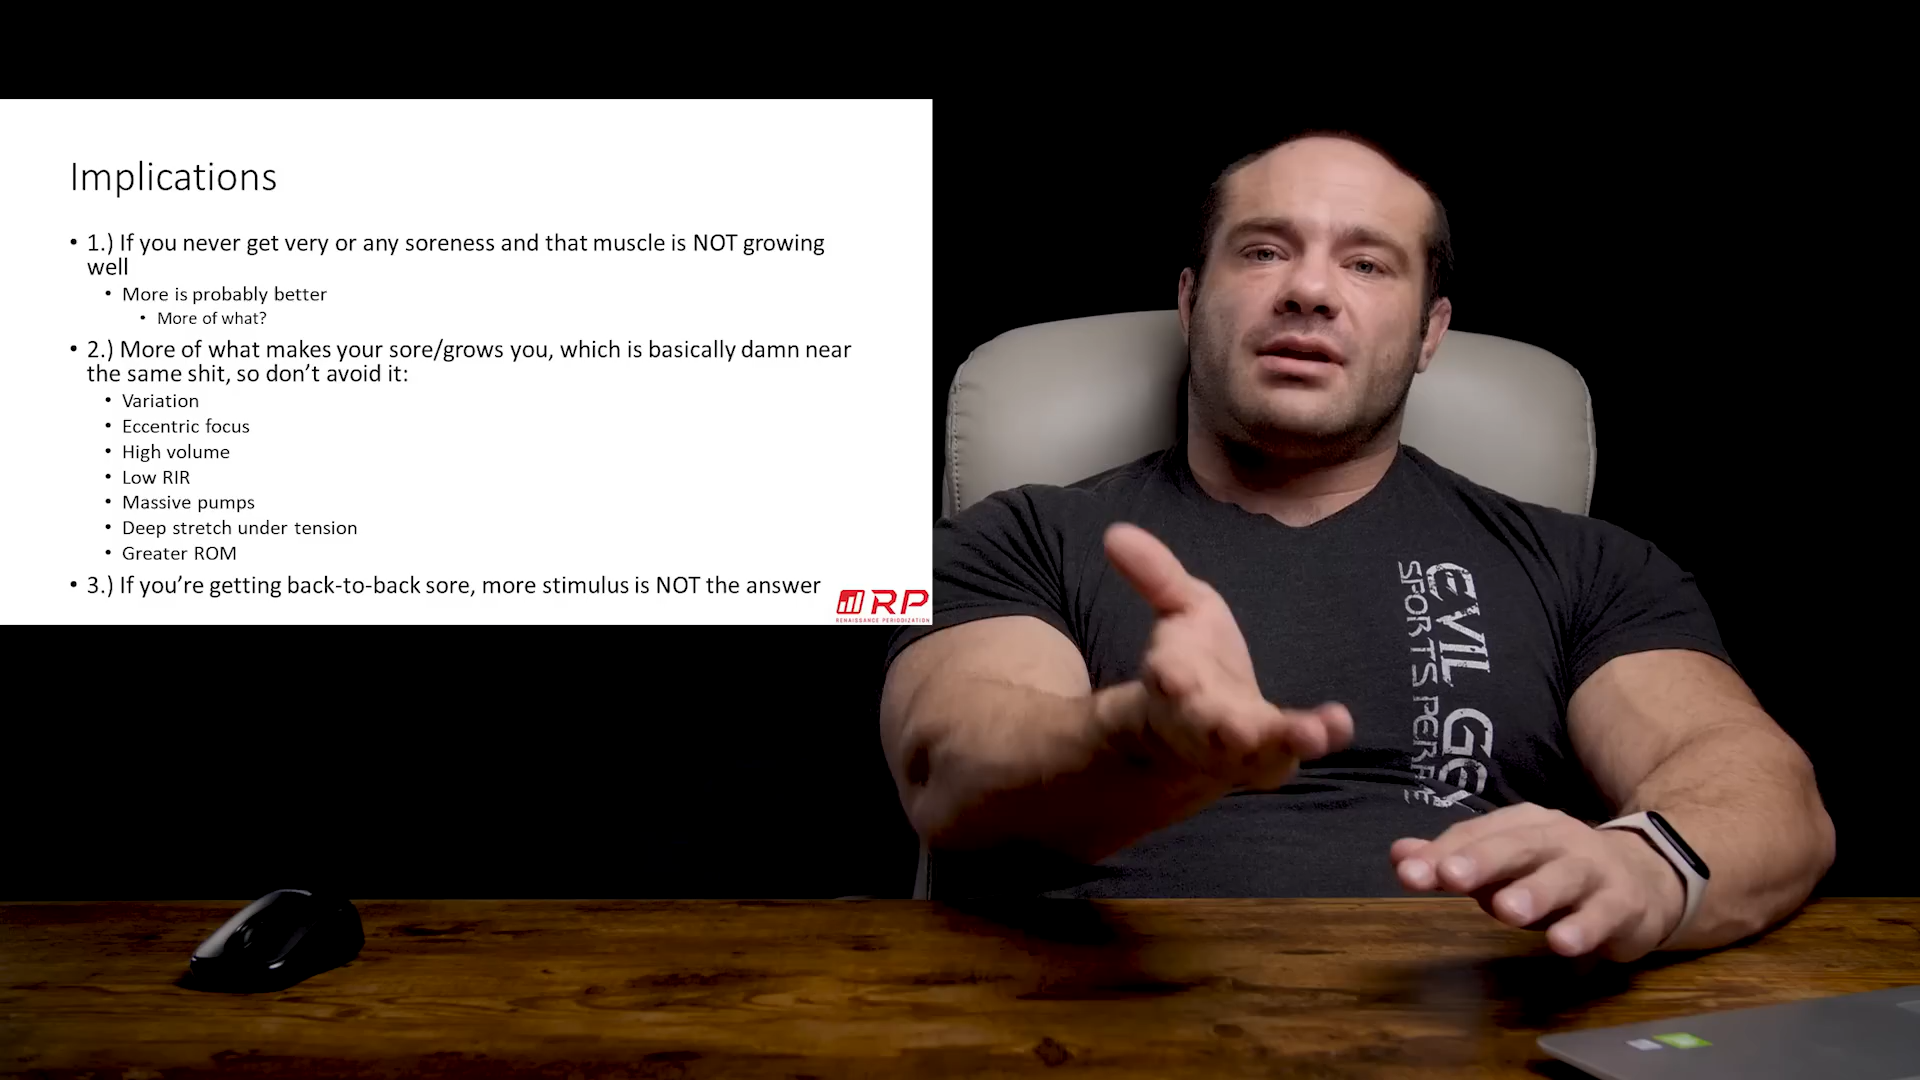 Implications
• 1.) If you never get very or any soreness and that muscle is NOT growing
well
• More is probably better
• More of what?
• 2.) More of what makes your sore/grows you, which is basically damn near
the same shit, so don’t avoid it:
• Variation
• Eccentric focus
• High volume
• Low RIR
• Massive pumps
• Deep stretch under tension
• Greater ROM
• 3.) If you’re getting back-to-back sore, more stimulus is NOT the answer
RP
RENAISSANCE PERIODIZATION
EVIL
SPORTS